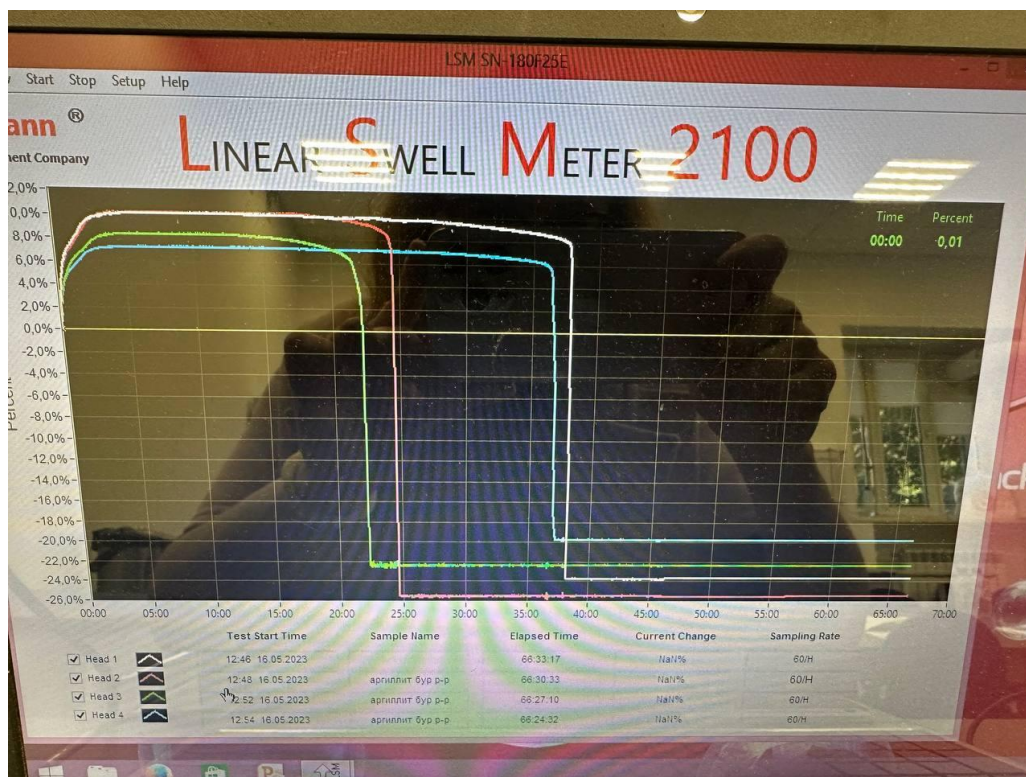 LSM SN-180F25E
Start Stop Setup Help
ann ®
ent Company
LINEAR SWELL METER 2100
2,0%
0,0%
8,0%
6,0%
4,0%
2,0%
0,0%
-2,0%
-4,0%
-6,0%
-8,0%
-10,0%
-12,0%
-14,0%
-16,0%
-18,0%
-20,0%
-22,0%
-24,0%
-26,0%
Percent
Time Percent
00:00 -0,01
00:00 05:00 10:00 15:00 20:00 25:00 30:00 35:00 40:00 45:00 50:00 55:00 60:00 65:00 70:00
Test Start Time Sample Name Elapsed Time Current Change Sampling Rate
Head 1 12:46 16.05.2023 66:33:17 NaN% 60/H
Head 2 12:48 16.05.2023 аргиллит бур р-р 66:30:33 NaN% 60/H
Head 3 12:52 16.05.2023 аргиллит бур р-р 66:27:10 NaN% 60/H
Head 4 12:54 16.05.2023 аргиллит бур р-р 66:24:32 NaN% 60/H
LSM